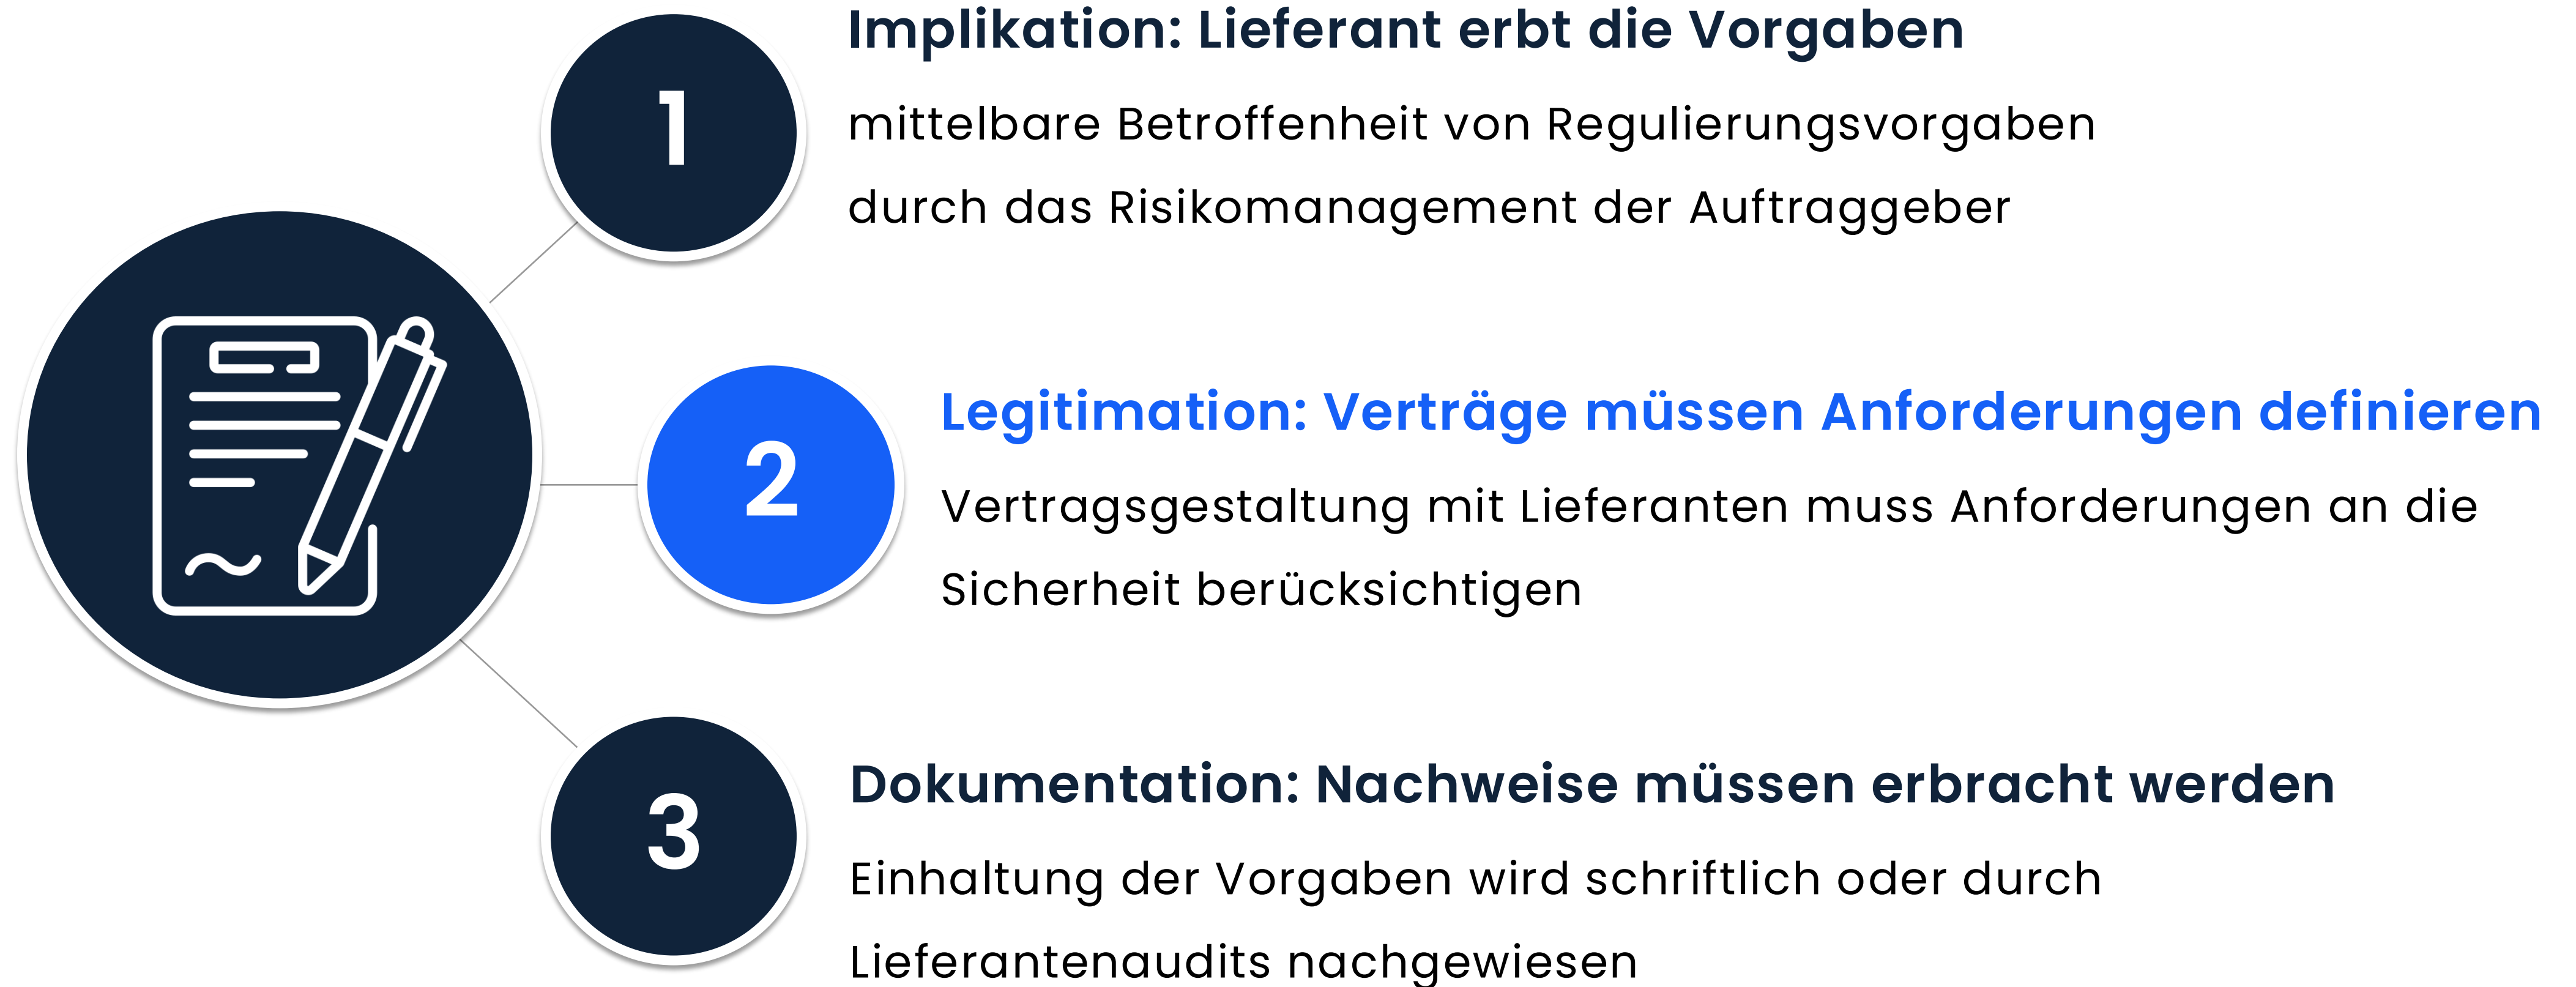 1
Implikation: Lieferant erbt die Vorgaben
mittelbare Betroffenheit von Regulierungsvorgaben
durch das Risikomanagement der Auftraggeber
2
Legitimation: Verträge müssen Anforderungen definieren
Vertragsgestaltung mit Lieferanten muss Anforderungen an die
Sicherheit berücksichtigen
3
Dokumentation: Nachweise müssen erbracht werden
Einhaltung der Vorgaben wird schriftlich oder durch
Lieferantenaudits nachgewiesen